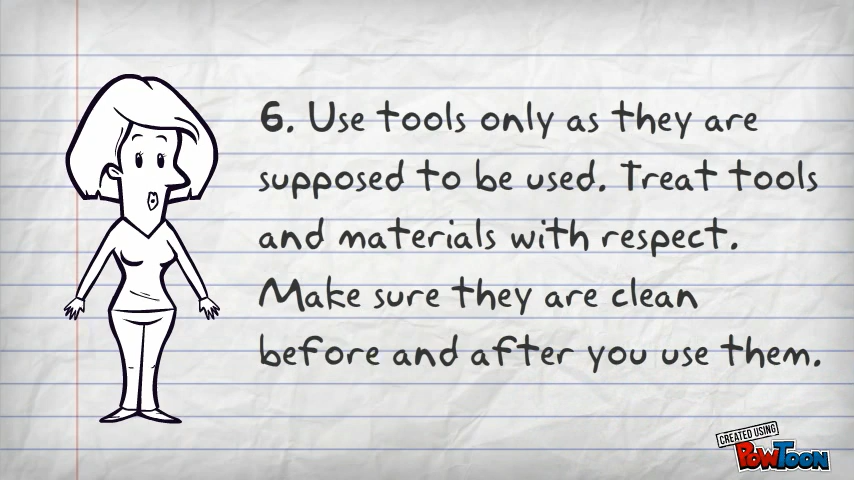 6. Use tools only as they are
supposed to be used. Treat tools
and materials with respect.
Make sure they are clean
before and after you use them.
CREATED USING
POWTOON